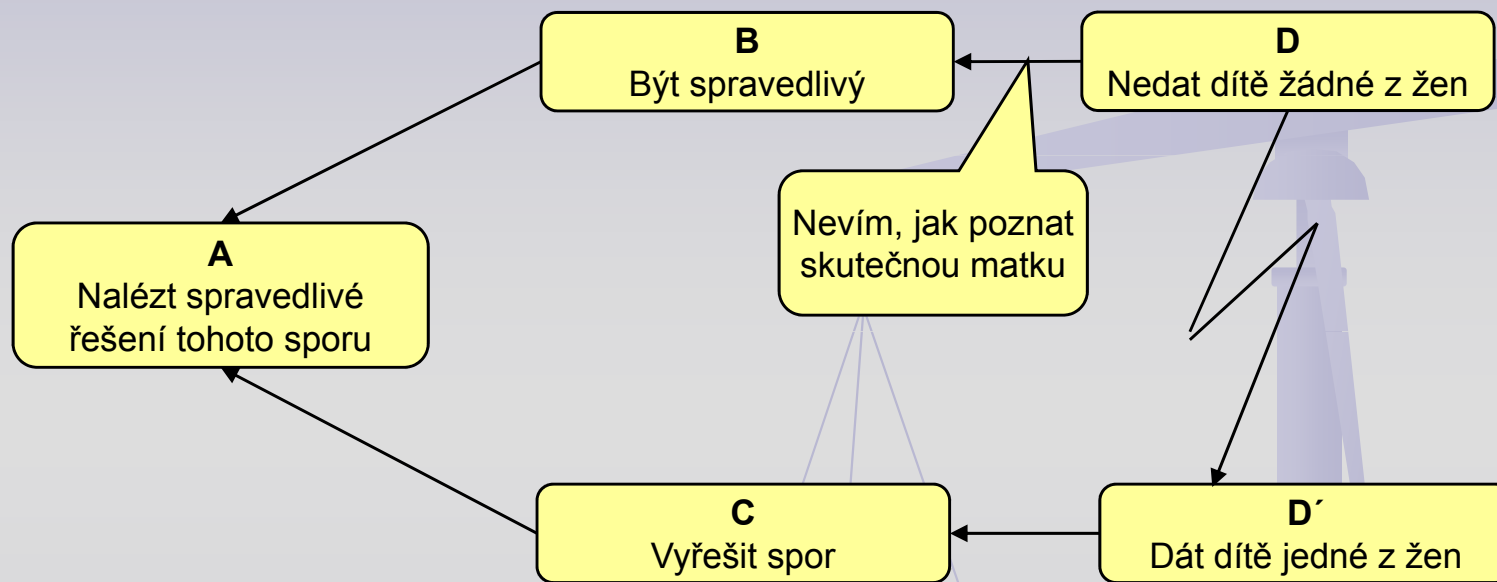 B
Být spravedlivý
D
Nedat dítě žádné z žen
Nevím, jak poznat
skutečnou matku
A
Nalézt spravedlivé
řešení tohoto sporu
C
Vyřešit spor
D´
Dát dítě jedné z žen